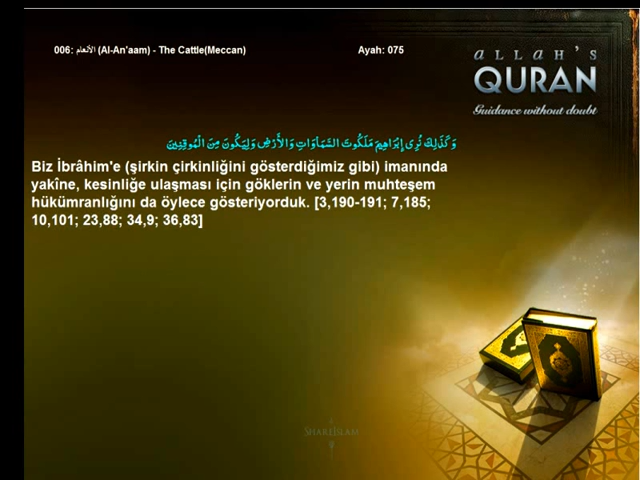 006: الأنعام (Al-An'aam) - The Cattle(Meccan) Ayah: 075
ALLAH'S
QURAN
Guidance without doubt
وَكَذَلِكَ نُرِي إِبْرَاهِيمَ مَلَكُوتَ السَّمَاوَاتِ وَالأَرْضِ وَلِيَكُونَ مِنَ الْمُوقِنِينَ
Biz İbrâhim'e (şirkin çirkinliğini gösterdiğimiz gibi) imanında
yakîne, kesinliğe ulaşması için göklerin ve yerin muhteşem
hükümranlığını da öylece gösteriyorduk. [3,190-191; 7,185;
10,101; 23,88; 34,9; 36,83]
SHAREISLAM